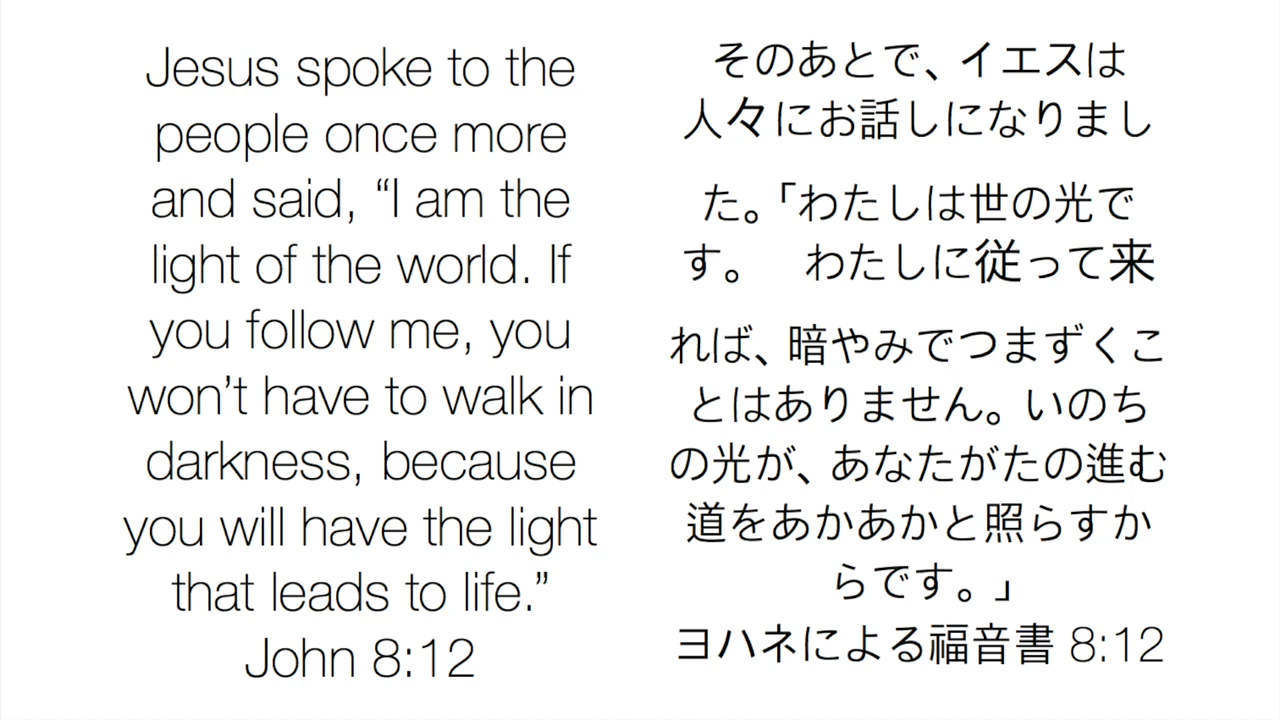 Jesus spoke to the
people once more
and said, “I am the
light of the world. If
you follow me, you
won’t have to walk in
darkness, because
you will have the light
that leads to life.”
John 8:12
そのあとで、イエスは
人々にお話しになりまし
た。「わたしは世の光で
す。　わたしに従って来
れば、暗やみでつまずくこ
とはありません。いのち
の光が、あなたがたの進む
道をあかあかと照らすか
らです。」
ヨハネによる福音書 8:12